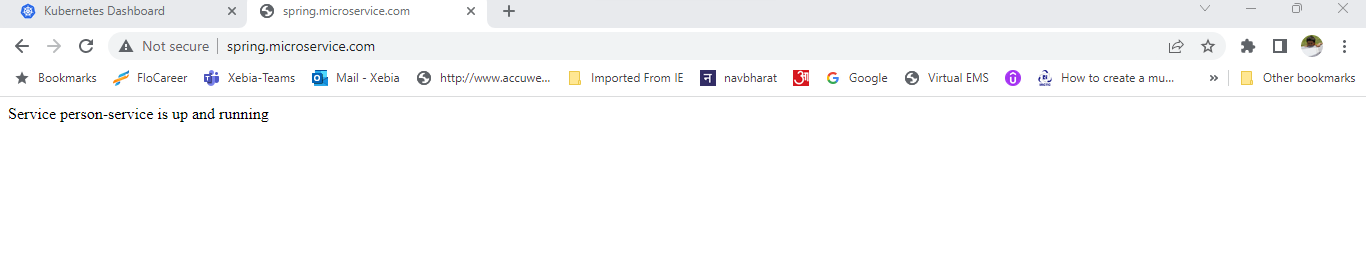 Kubernetes Dashboard
spring.microservice.com
Not secure
spring.microservice.com
Bookmarks
FloCareer
Xebia-Teams
Mail - Xebia
http://www.accuwe...
Imported From IE
न
navbharat
Google
Virtual EMS
How to create a mu...
»
Other bookmarks
Service person-service is up and running